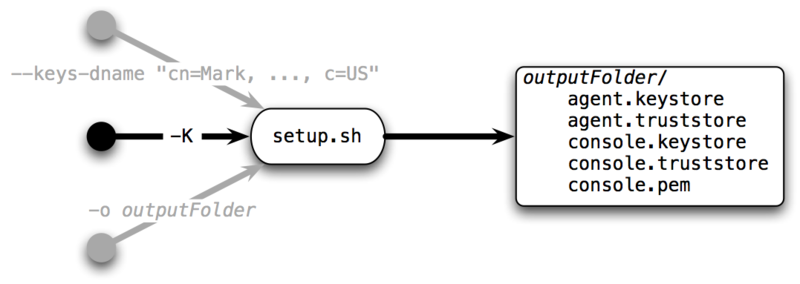 --keys-dname "cn=Mark, ..., c=US"
-K
setup.sh
-o outputFolder
outputFolder/
agent.keystore
agent.truststore
console.keystore
console.truststore
console.pem